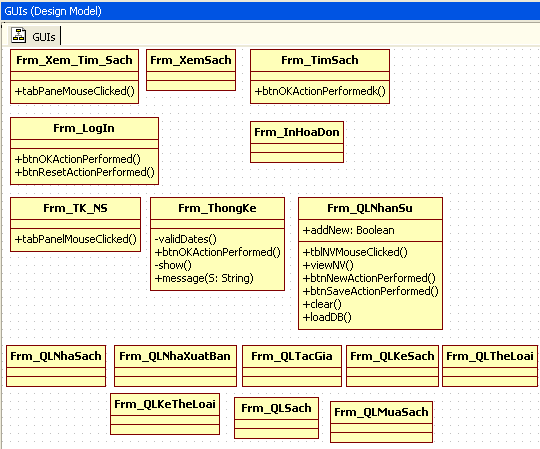 GUIs (Design Model)
GUIs
Frm_Xem_Tim_Sach
+tabPaneMouseClicked()
Frm_XemSach
Frm_TimSach
+btnOKActionPerformedk()
Frm_LogIn
+btnOKActionPerformed()
+btnResetActionPerformed()
Frm_InHoaDon
Frm_TK_NS
+tabPanelMouseClicked()
Frm_ThongKe
-validDates()
+btnOKActionPerformed()
-show()
+message(S: String)
Frm_QLNhanSu
+addNew: Boolean
+tblNVMouseClicked()
+viewNV()
+btnNewActionPerformed()
+btnSaveActionPerformed()
+clear()
+loadDB()
Frm_QLNhaSach
Frm_QLNhaXuatBan
Frm_QLTacGia
Frm_QLKeSach
Frm_QLTheLoai
Frm_QLKeTheLoai
Frm_QLSach
Frm_QLMuaSach